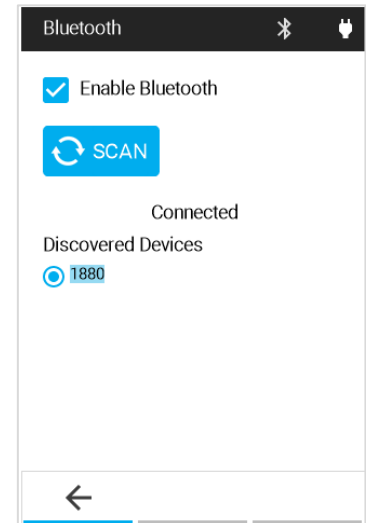 Bluetooth
Enable Bluetooth
SCAN
Connected
Discovered Devices
1880